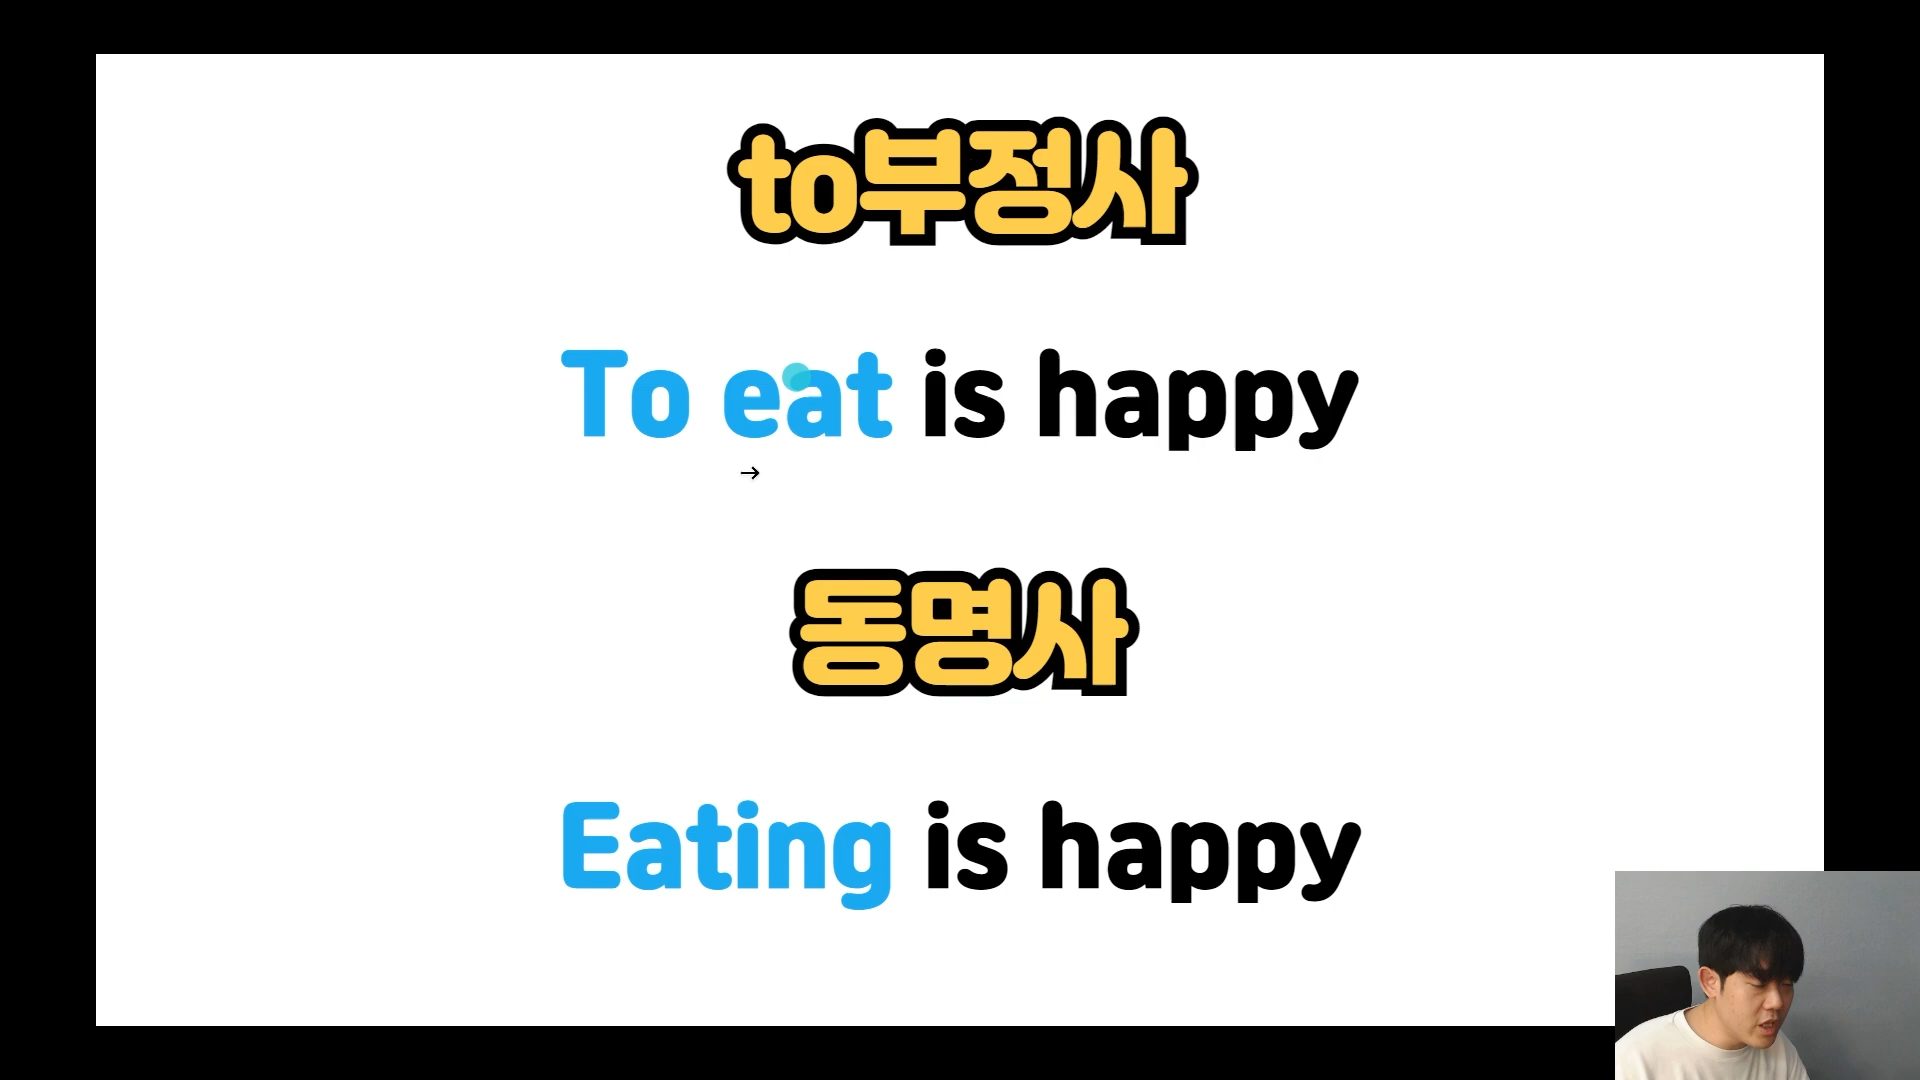 to부정사
To eat is happy
→
동명사
Eating is happy